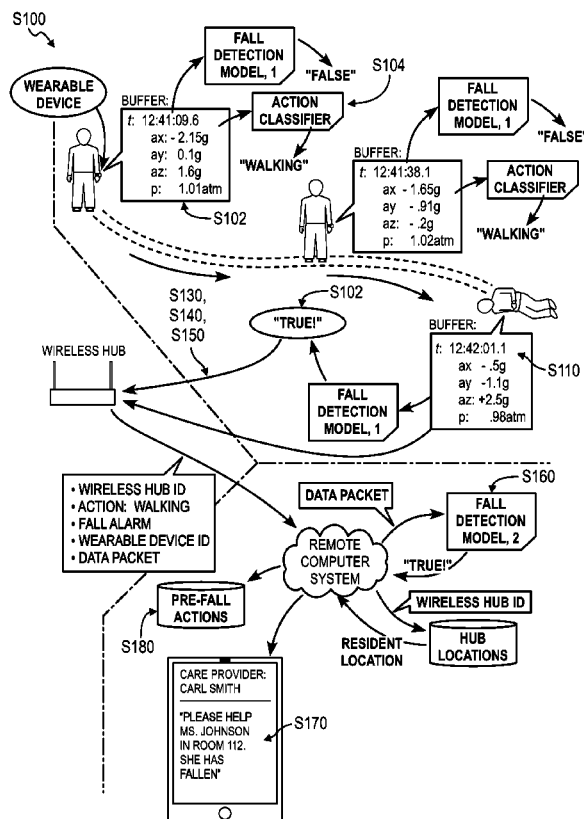 S100
WEARABLE
DEVICE
FALL
DETECTION
MODEL, 1
"FALSE"
S104
BUFFER:
t: 12:41:09.6
ax: - 2.15g
ay: 0.1g
az: 1.6g
p: 1.01atm
ACTION
CLASSIFIER
"WALKING"
S102
FALL
DETECTION
MODEL, 1
"FALSE"
BUFFER:
t: 12:41:38.1
ax - 1.65g
ay - .91g
az: - .2g
p: 1.02atm
ACTION
CLASSIFIER
"WALKING"
S130,
S140,
S150
S102
"TRUE!"
BUFFER:
t: 12:42:01.1
ax - .5g
ay -1.1g
az: +2.5g
p: .98atm
S110
WIRELESS HUB
FALL
DETECTION
MODEL, 1
• WIRELESS HUB ID
• ACTION: WALKING
• FALL ALARM
• WEARABLE DEVICE ID
• DATA PACKET
DATA PACKET
S160
FALL
DETECTION
MODEL, 2
REMOTE
COMPUTER
SYSTEM
"TRUE!"
WIRELESS HUB ID
PRE-FALL
ACTIONS
S180
RESIDENT
LOCATION
HUB
LOCATIONS
CARE PROVIDER:
CARL SMITH
"PLEASE HELP
MS. JOHNSON
IN ROOM 112.
SHE HAS
FALLEN"
S170